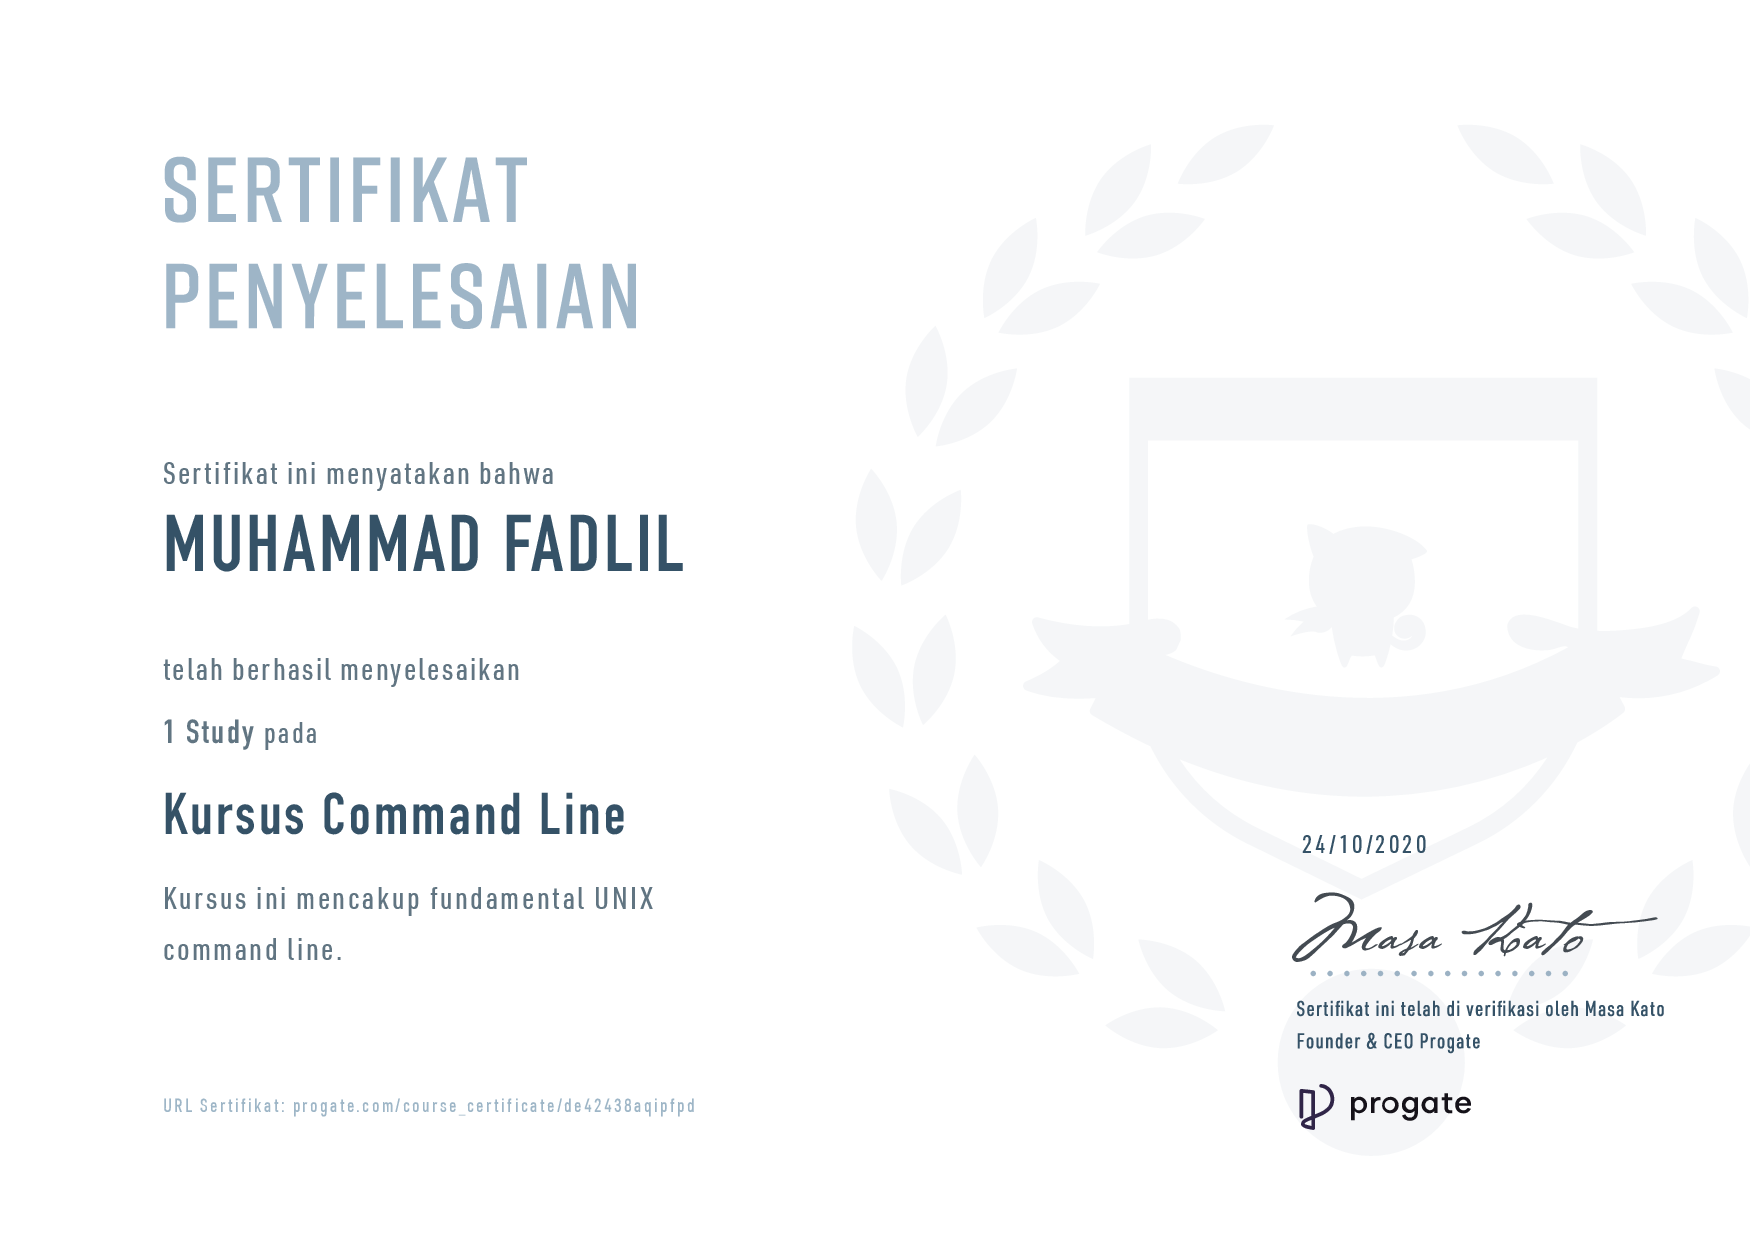 SERTIFIKAT
PENYELESAIAN
Sertifikat ini menyatakan bahwa
MUHAMMAD FADLIL
telah berhasil menyelesaikan
1 Study pada
Kursus Command Line
Kursus ini mencakup fundamental UNIX
command line.
24/10/2020
Masa Kato
Sertifikat ini telah di verifikasi oleh Masa Kato
Founder & CEO Progate
URL Sertifikat: progate.com/course_certificate/de42438aqipfpd
progate